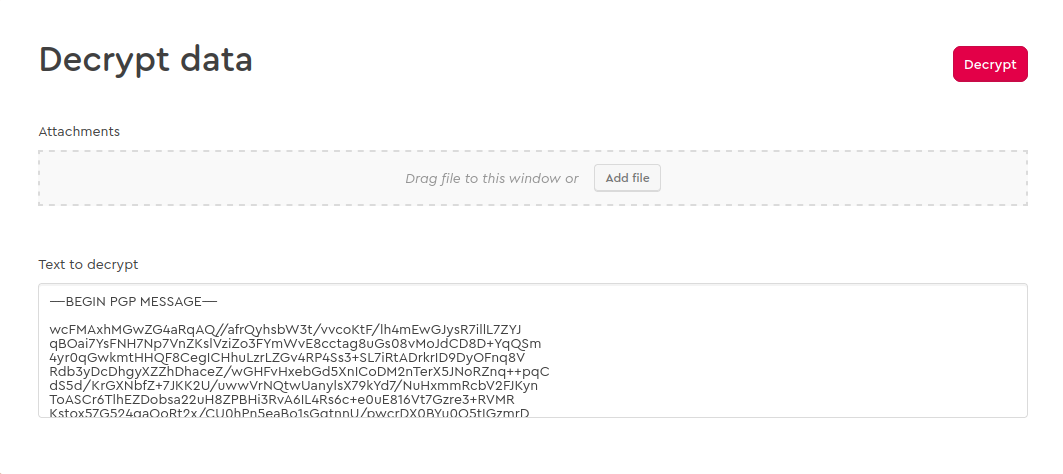 Decrypt data
Decrypt
Attachments
Drag file to this window or
Add file
Text to decrypt
—–BEGIN PGP MESSAGE—–
wcFMAxhMGwZG4aRqAQ//afrQyhsbW3t/vvcoKtF/lh4mEwGJysR7illL7ZYJ
qBOai7YsFNH7Np7VnZKslVziZo3FYmWvE8cctag8uGs08vMoJdCD8D+YqQSm
4yr0qGwkmtHHQF8CegICHhuLzrLZGv4RP4Ss3+SL7iRtADrkrID9DyOFnq8V
Rdb3yDcDhgyXZZhDhaceZ/wGHFvHxebGd5XnICoDM2nTerX5JNoRZnq++pqC
dS5d/KrGXNbfZ+7JKK2U/uwwVrNQtwUanylsX79kYd7/NuHxmmRcbV2FJKyn
ToASCr6TlhEZDobsa22uH8ZPBHi3RvA6IL4Rs6c+e0uE816Vt7Gzre3+RVMR